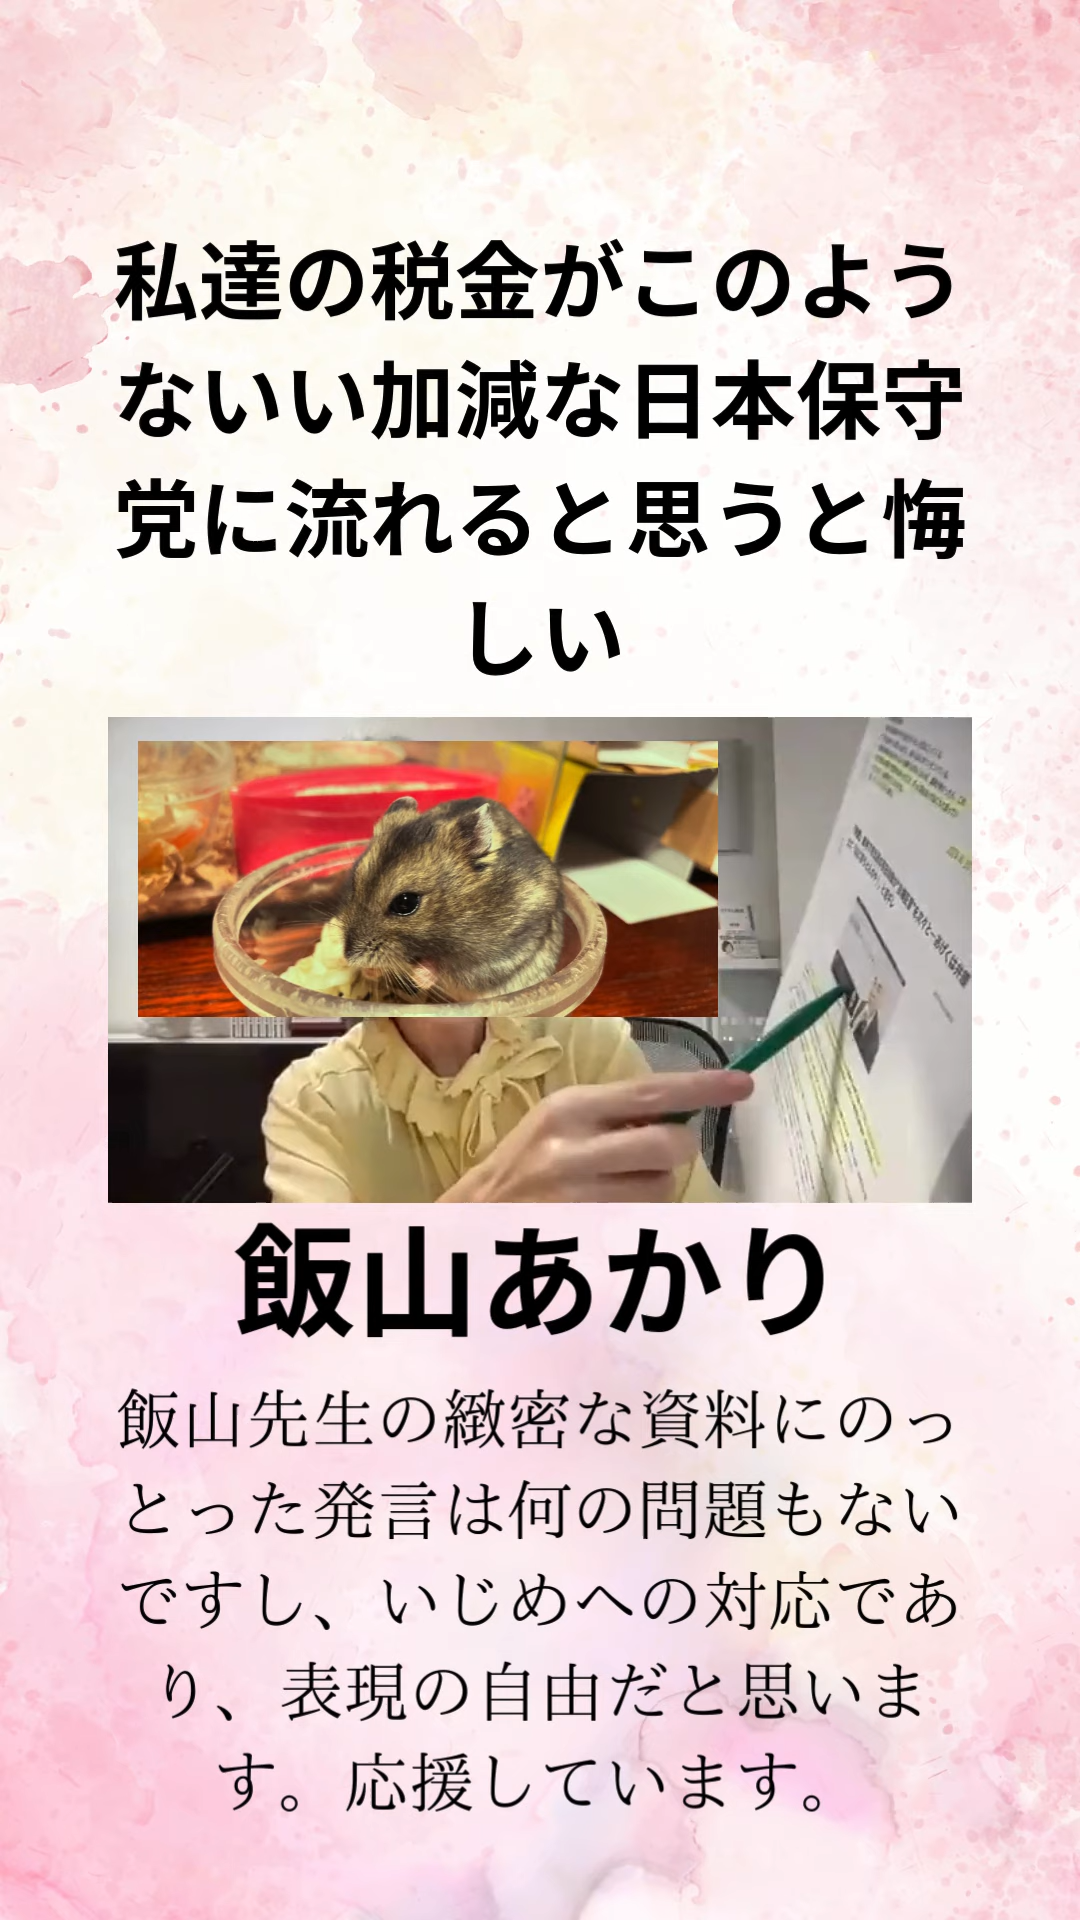 私達の税金がこのよう
ないい加減な日本保守
党に流れると思うと悔
しい
飯山あかり
飯山先生の緻密な資料にのっ
とった発言は何の問題もない
ですし、いじめへの対応であ
り、表現の自由だと思いま
す。応援しています。